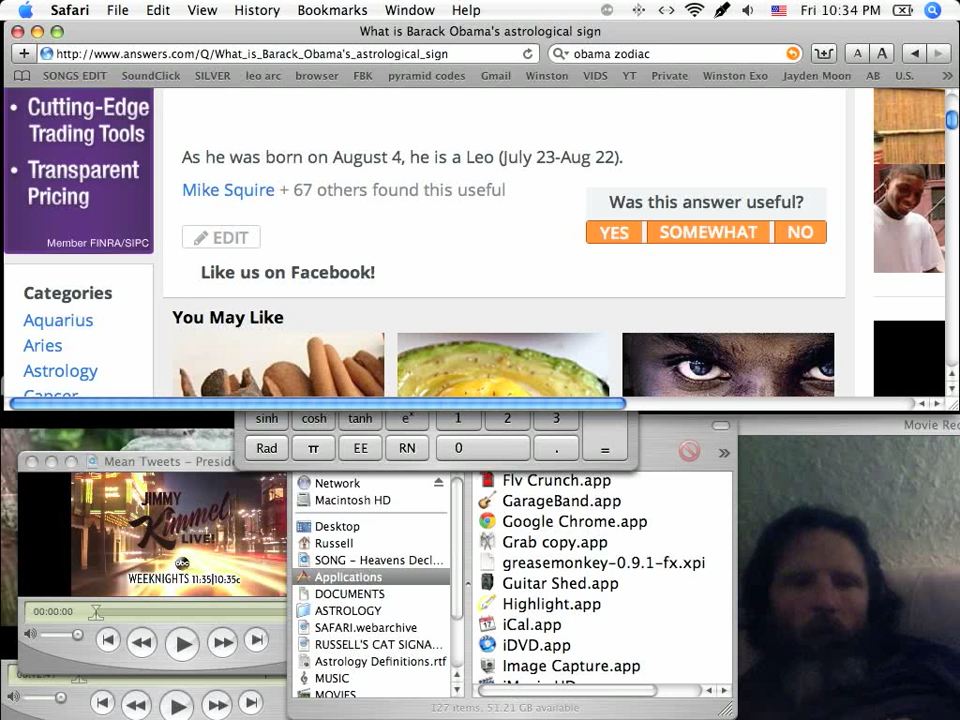 Safari File Edit View History Bookmarks Window Help Fri 10:34 PM
What is Barack Obama's astrological sign
http://www.answers.com/Q/What_is_Barack_Obama's_astrological_sign
obama zodiac
A A
SONGS EDIT SoundClick SILVER leo arc browser FBK pyramid codes Gmail Winston VIDS YT Private Winston Exo Jayden Moon AB U.S. »
• Cutting-Edge
Trading Tools
• Transparent
Pricing
Member FINRA/SIPC
As he was born on August 4, he is a Leo (July 23-Aug 22).
Mike Squire + 67 others found this useful
Was this answer useful?
YES SOMEWHAT NO
EDIT
Like us on Facebook!
Categories
Aquarius
Aries
Astrology
Cancer
You May Like
sinh cosh tanh eˣ 1 2 3
Rad π EE RN 0 . =
Movie Rec
Mean Tweets – Preside
JIMMY
Kimmel
LIVE!
abc
WEEKNIGHTS 11:35|10:35c
00:00:00
Network
Macintosh HD
Desktop
Russell
SONG – Heavens Decl...
Applications
DOCUMENTS
ASTROLOGY
SAFARI.webarchive
RUSSELL'S CAT SIGNA...
Astrology Definitions.rtf
MUSIC
MOVIES
Flv Crunch.app
GarageBand.app
Google Chrome.app
Grab copy.app
greasemonkey-0.9.1-fx.xpi
Guitar Shed.app
Highlight.app
iCal.app
iDVD.app
Image Capture.app
iMovie HD
127 items, 51.21 GB available